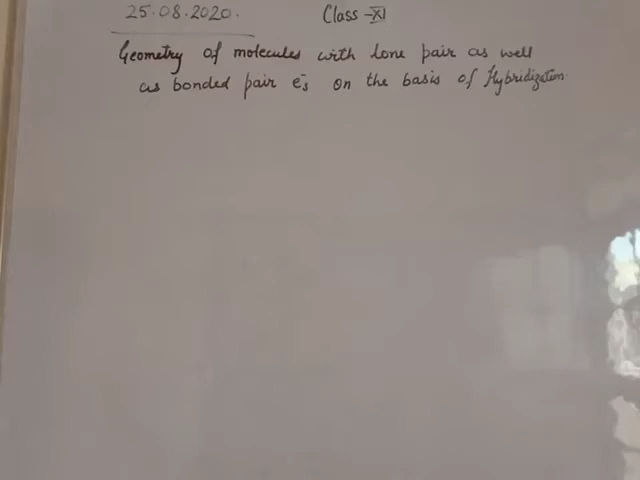 25.08.2020. Class-XI
Geometry of molecules with lone pair as well
as bonded pair e⁻s on the basis of Hybridization.